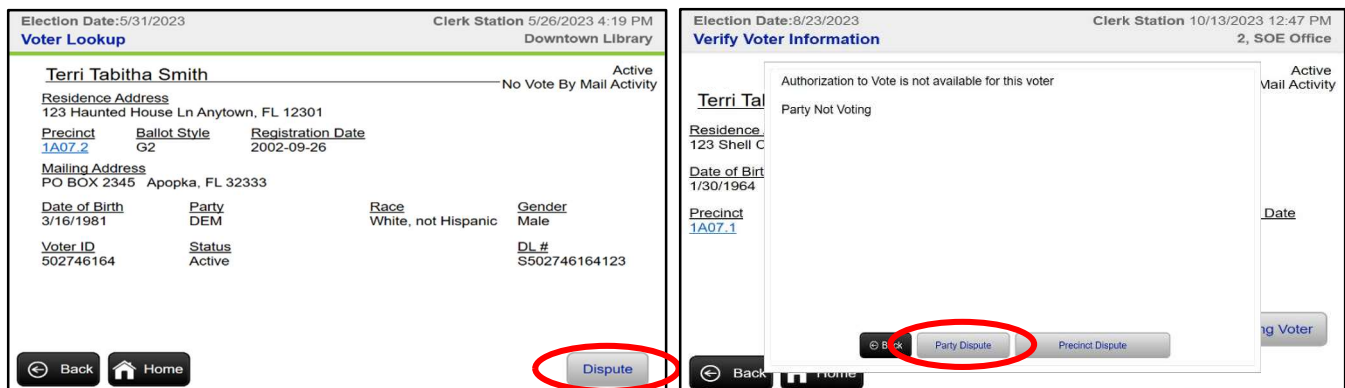 Election Date:5/31/2023 Clerk Station 5/26/2023 4:19 PM
Voter Lookup Downtown Library
Terri Tabitha Smith Active
No Vote By Mail Activity
Residence Address
123 Haunted House Ln Anytown, FL 12301
Precinct Ballot Style Registration Date
1A07.2 G2 2002-09-26
Mailing Address
PO BOX 2345 Apopka, FL 32333
Date of Birth Party Race Gender
3/16/1981 DEM White, not Hispanic Male
Voter ID Status DL #
502746164 Active S502746164123
Back Home Dispute
Election Date:8/23/2023 Clerk Station 10/13/2023 12:47 PM
Verify Voter Information 2, SOE Office
Active
Mail Activity
Authorization to Vote is not available for this voter
Party Not Voting
Terri Tal
Residence
123 Shell C
Date of Birt
1/30/1964
Precinct Date
1A07.1
ng Voter
Back Party Dispute Precinct Dispute
Back Home